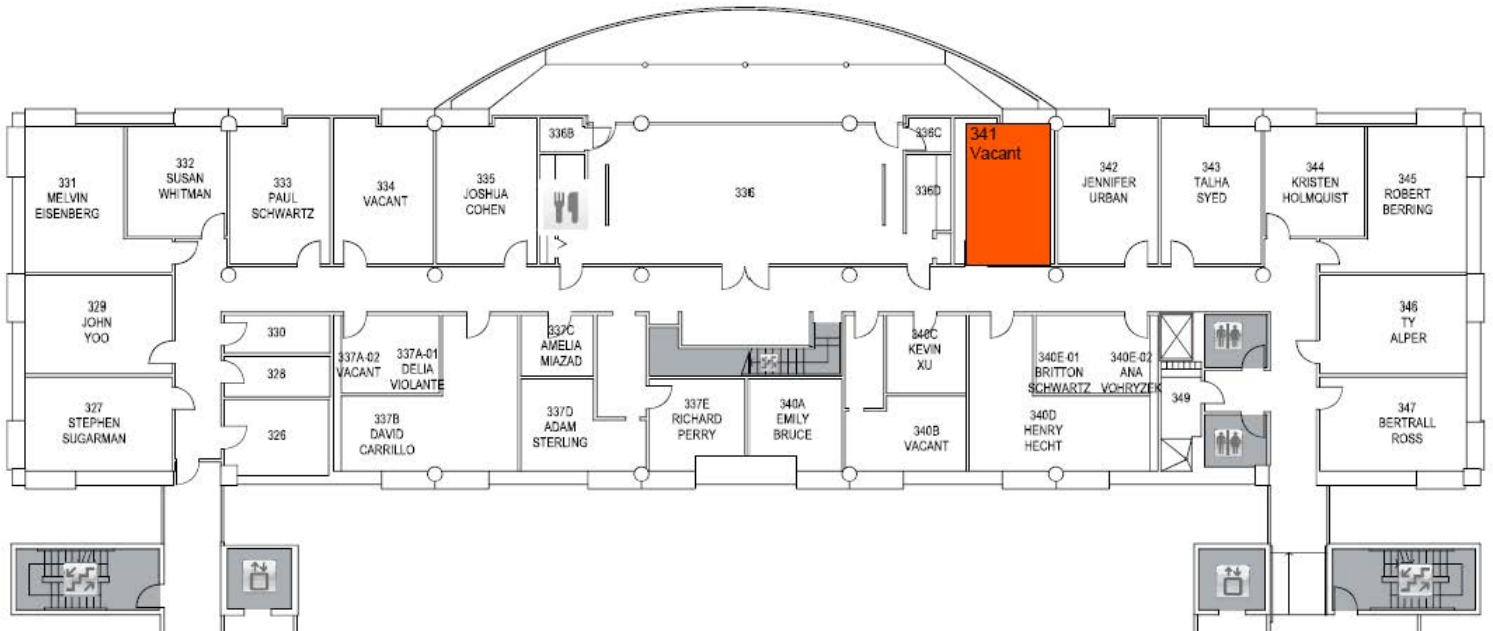 331
MELVIN
EISENBERG
332
SUSAN
WHITMAN
333
PAUL
SCHWARTZ
334
VACANT
335
JOSHUA
COHEN
336B
336
336C
336D
341
Vacant
342
JENNIFER
URBAN
343
TALHA
SYED
344
KRISTEN
HOLMQUIST
345
ROBERT
BERRING
329
JOHN
YOO
330
328
337A-02
VACANT
337A-01
DELIA
VIOLANTE
337C
AMELIA
MIAZAD
340C
KEVIN
XU
340E-01
BRITTON
SCHWARTZ
340E-02
ANA
VOHRYZEK
346
TY
ALPER
327
STEPHEN
SUGARMAN
326
337B
DAVID
CARRILLO
337D
ADAM
STERLING
337E
RICHARD
PERRY
340A
EMILY
BRUCE
340B
VACANT
340D
HENRY
HECHT
349
347
BERTRALL
ROSS